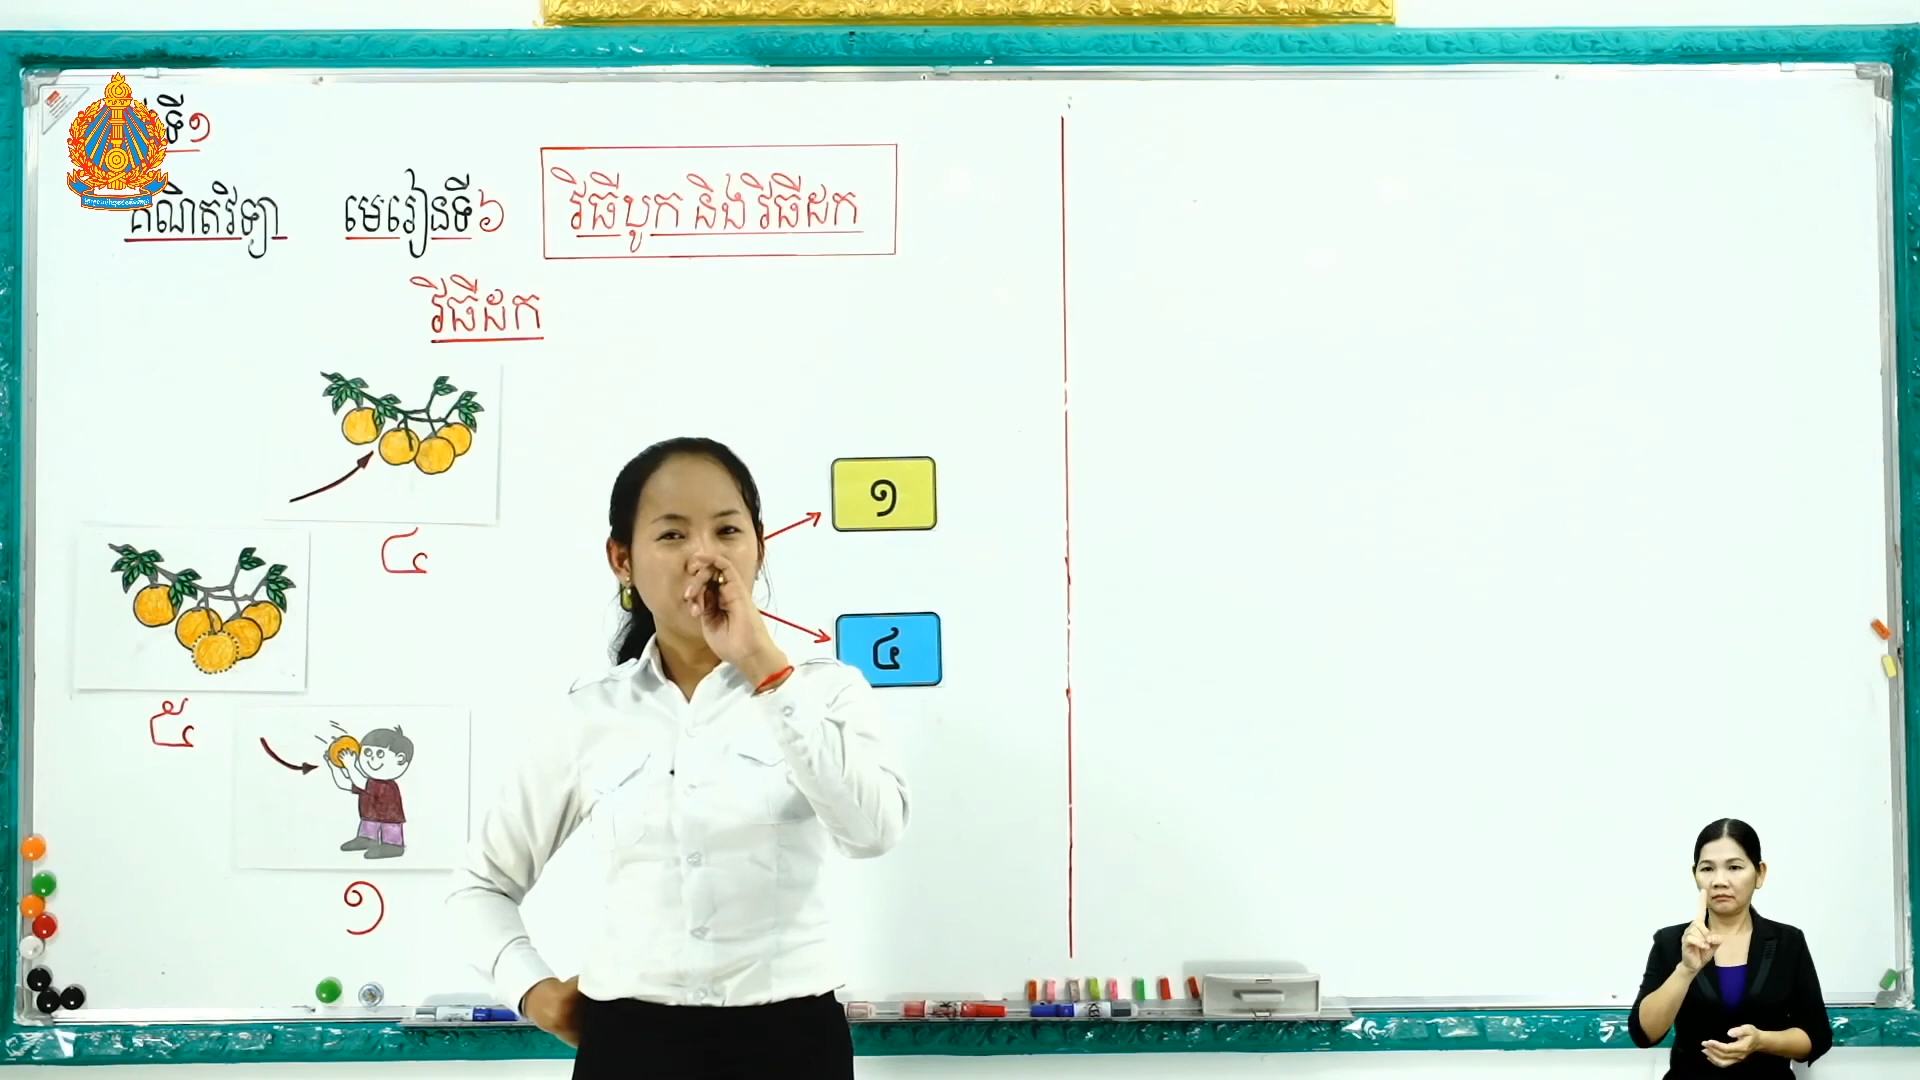 ទី១
គណិតវិទ្យា មេរៀនទី៦ វិធីបូក និង វិធីដក
វិធីដក
៤
១
៥
៤
១